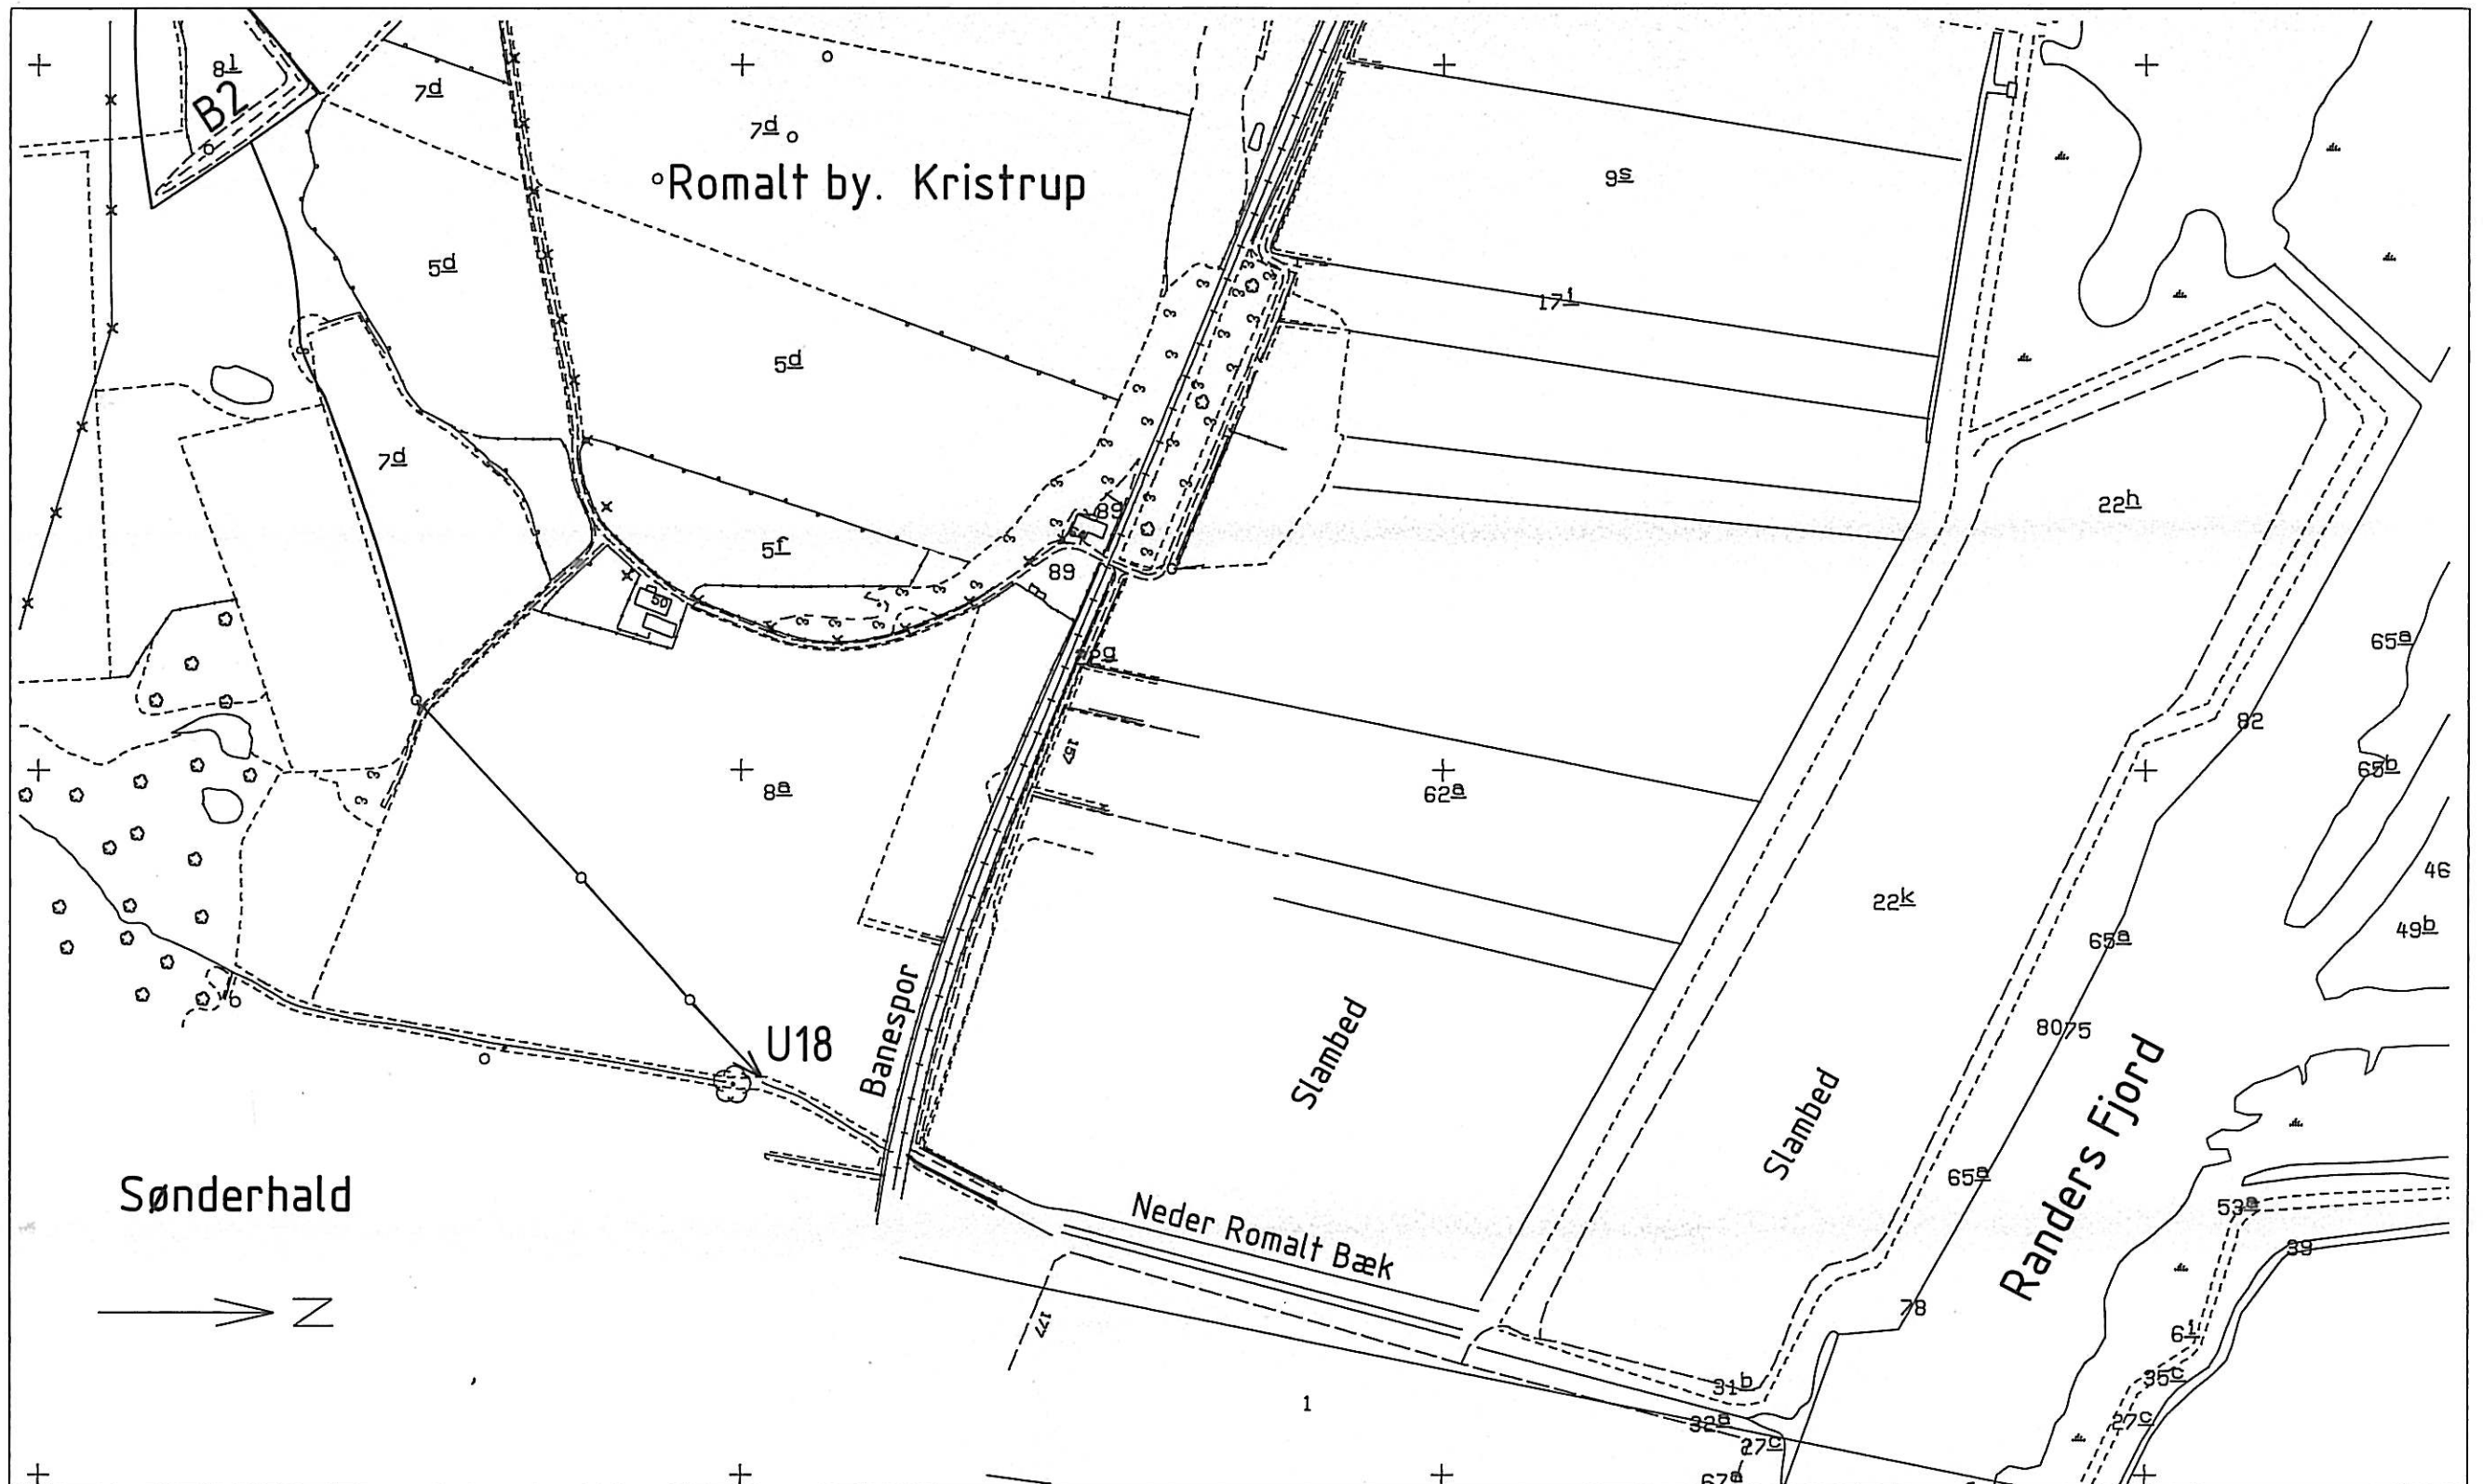 8l
B2
7d
7d
Romalt by. Kristrup
9s
5d
17f
5d
7d
22h
89
5f
89
65a
82
157
8a
62a
65b
46
22k
49b
65a
8075
U18
Banespor
Slambed
Slambed
Randers Fjord
65a
Sønderhald
53a
Neder Romalt Bæk
39
N
78
177
35c
31b
1
32a
27c
27c
67a